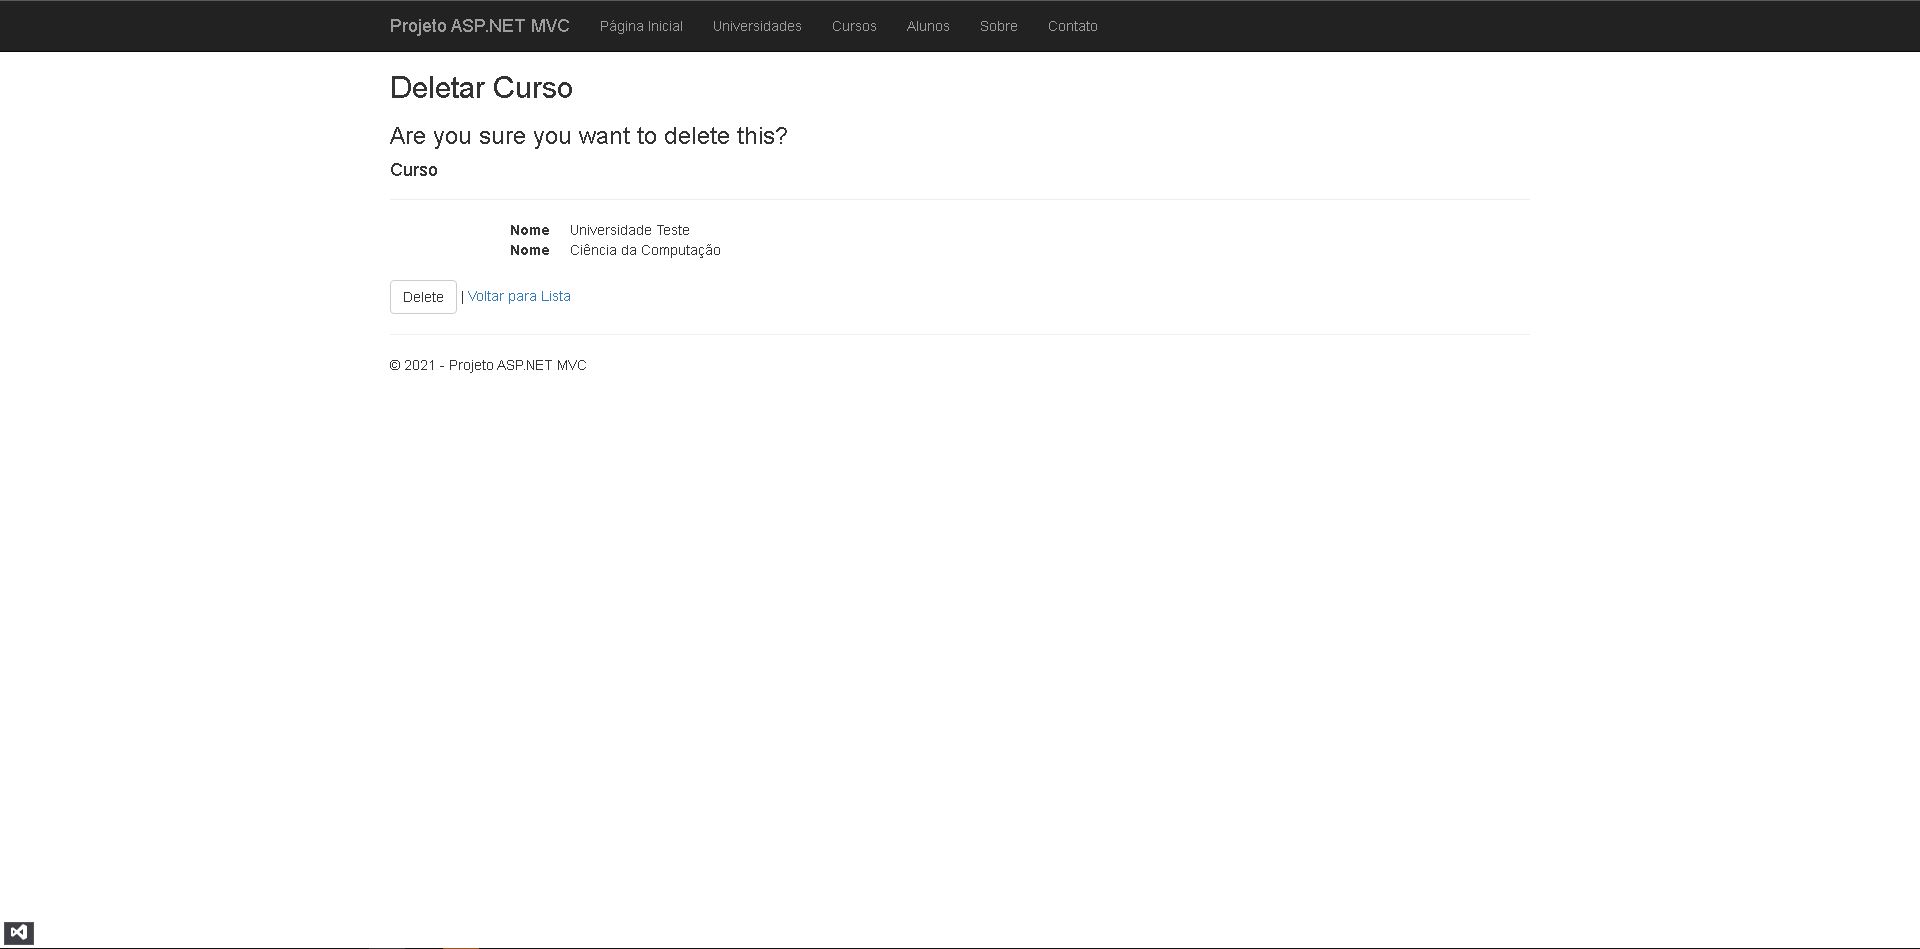 Projeto ASP.NET MVC Página Inicial Universidades Cursos Alunos Sobre Contato
Deletar Curso
Are you sure you want to delete this?
Curso
Nome Universidade Teste
Nome Ciência da Computação
Delete | Voltar para Lista
© 2021 - Projeto ASP.NET MVC